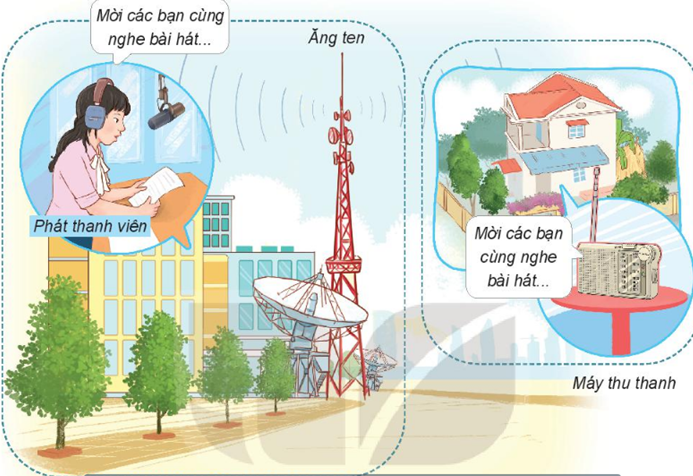 Mời các bạn cùng
nghe bài hát...
Ăng ten
Phát thanh viên
Mời các bạn
cùng nghe
bài hát...
Máy thu thanh